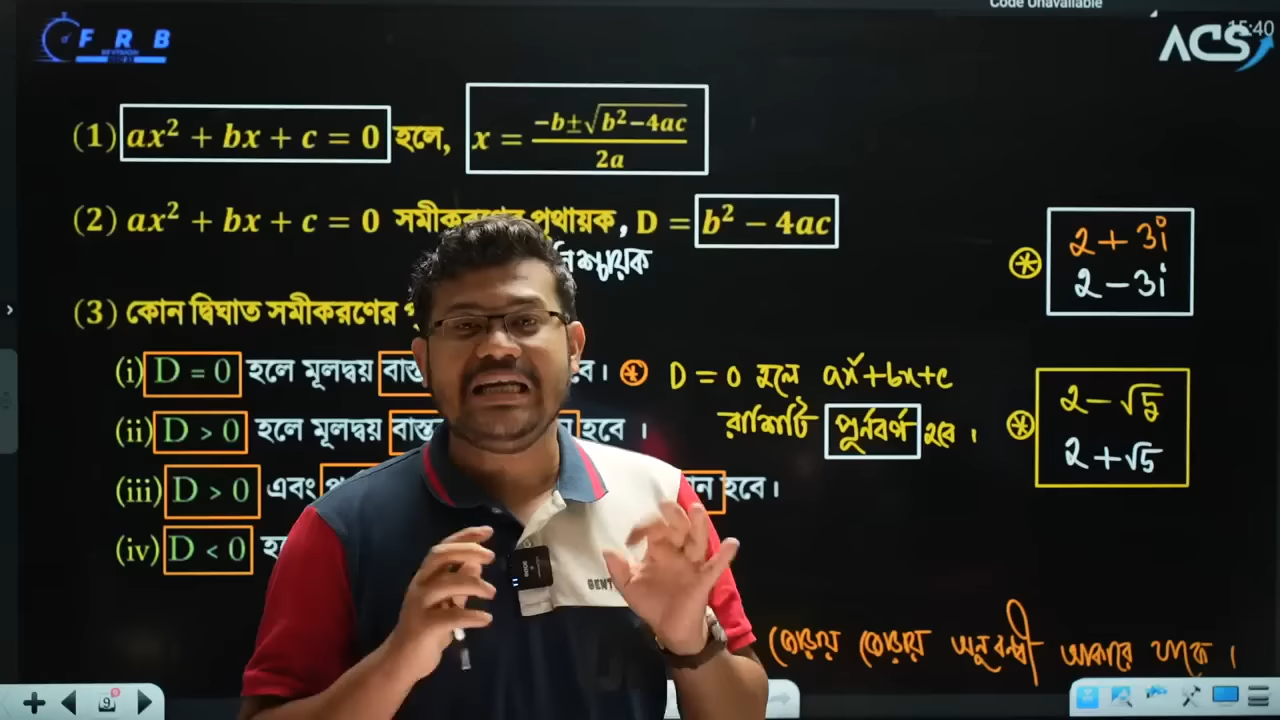 Code Unavailable
FRB
ACS
15:40
(1) ax² + bx + c = 0 হলে, x = (-b±√(b²-4ac))/2a
(2) ax² + bx + c = 0 সমীকরণের পৃথায়ক, D = b² − 4ac
নিশ্চায়ক
2 + 3i
2 − 3i
(3) কোন দ্বিঘাত সমীকরণের
(i) D = 0 হলে মূলদ্বয় বাস্ত বে।
D = 0 হলে ax²+bx+c
রাশিটি পূর্নবর্গ হবে।
2 − √5
2 + √5
(ii) D > 0 হলে মূলদ্বয় বাস্তব ন হবে।
(iii) D > 0 এবং ন হবে।
(iv) D < 0 হ
জোড়ায় জোড়ায় অনুবন্ধী আকারে থাকে।
9